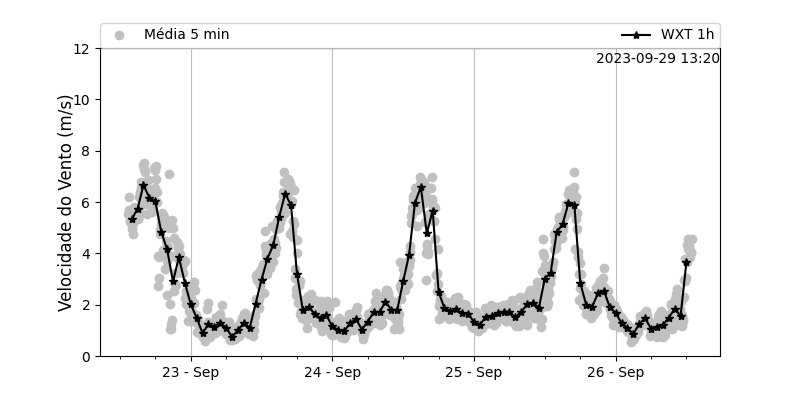 Média 5 min
WXT 1h
2023-09-29 13:20
Velocidade do Vento (m/s)
12
10
8
6
4
2
0
23 - Sep
24 - Sep
25 - Sep
26 - Sep